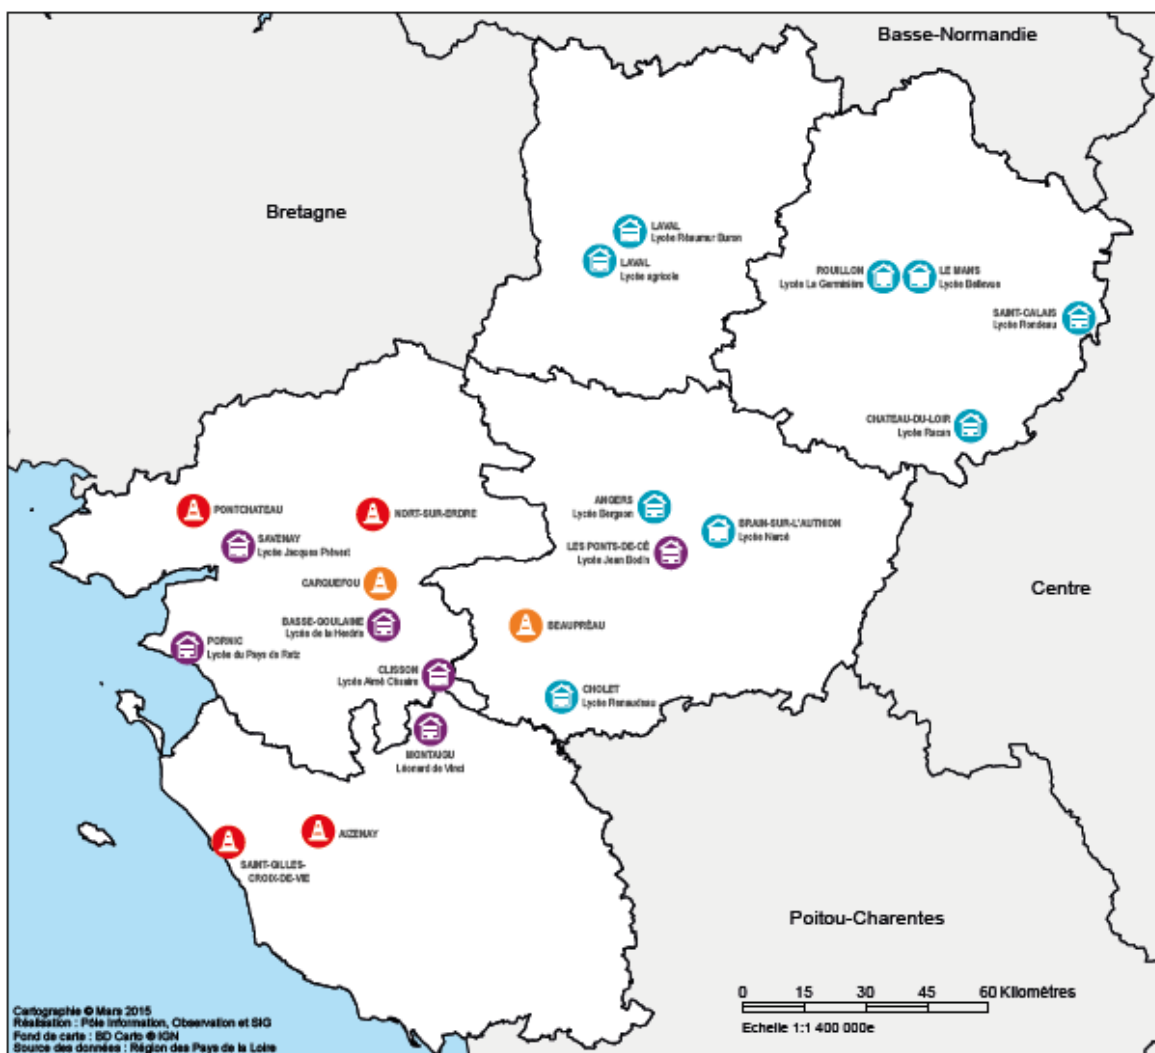 Basse-Normandie
Bretagne
LAVAL
Lycée Réaumur Buron
LAVAL
Lycée agricole
ROUILLON
Lycée La Germinière
LE MANS
Lycée Bellevue
SAINT-CALAIS
Lycée Rondeau
CHATEAU-DU-LOIR
Lycée Racan
PONTCHATEAU
NORT-SUR-ERDRE
SAVENAY
Lycée Jacques Prévert
ANGERS
Lycée Bergson
BRAIN-SUR-L'AUTHION
Lycée Narcé
LES PONTS-DE-CÉ
Lycée Jean Bodin
CARQUEFOU
Centre
BASSE-GOULAINE
Lycée de la Herdrie
BEAUPRÉAU
PORNIC
Lycée du Pays de Retz
CLISSON
Lycée Aimé Césaire
CHOLET
Lycée Renaudeau
MONTAIGU
Léonard de Vinci
AIZENAY
SAINT-GILLES-
CROIX-DE-VIE
Poitou-Charentes
0 15 30 45 60 Kilomètres
Echelle 1:1 400 000e
Cartographie © Mars 2015
Réalisation : Pôle Information, Observation et SIG
Fond de carte : BD Carto ® IGN
Source des données : Région des Pays de la Loire